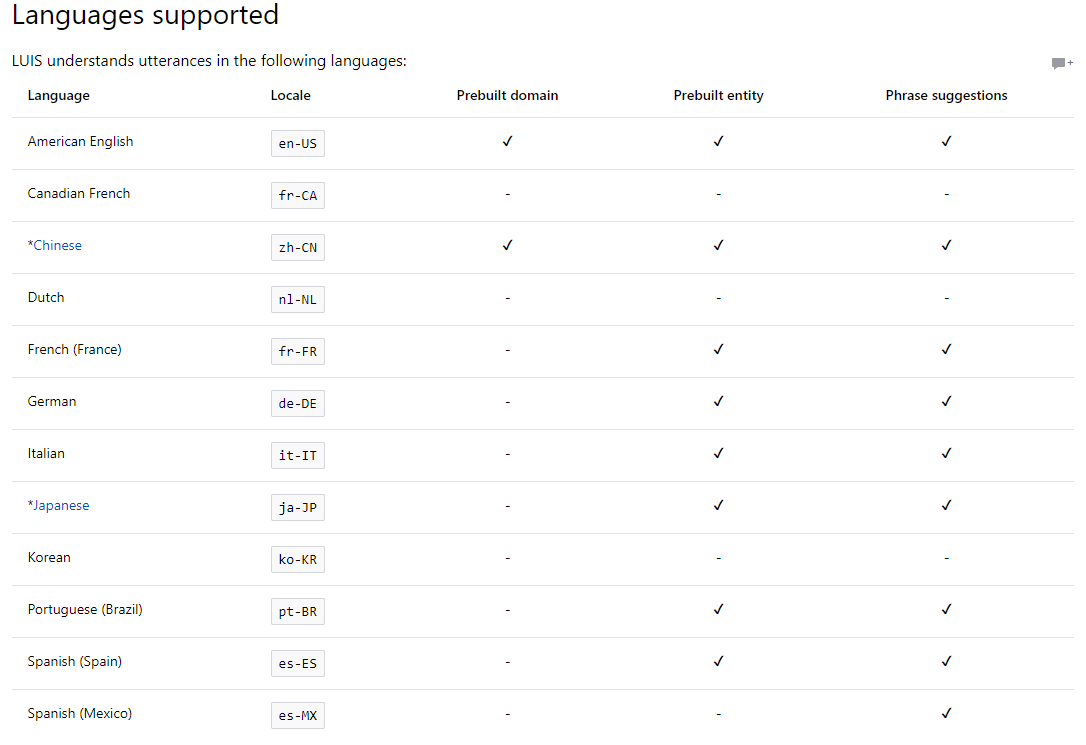 Languages supported
LUIS understands utterances in the following languages:
Language Locale Prebuilt domain Prebuilt entity Phrase suggestions
American English en-US ✓ ✓ ✓
Canadian French fr-CA - - -
*Chinese zh-CN ✓ ✓ ✓
Dutch nl-NL - - -
French (France) fr-FR - ✓ ✓
German de-DE - ✓ ✓
Italian it-IT - ✓ ✓
*Japanese ja-JP - ✓ ✓
Korean ko-KR - - -
Portuguese (Brazil) pt-BR - ✓ ✓
Spanish (Spain) es-ES - ✓ ✓
Spanish (Mexico) es-MX - - ✓